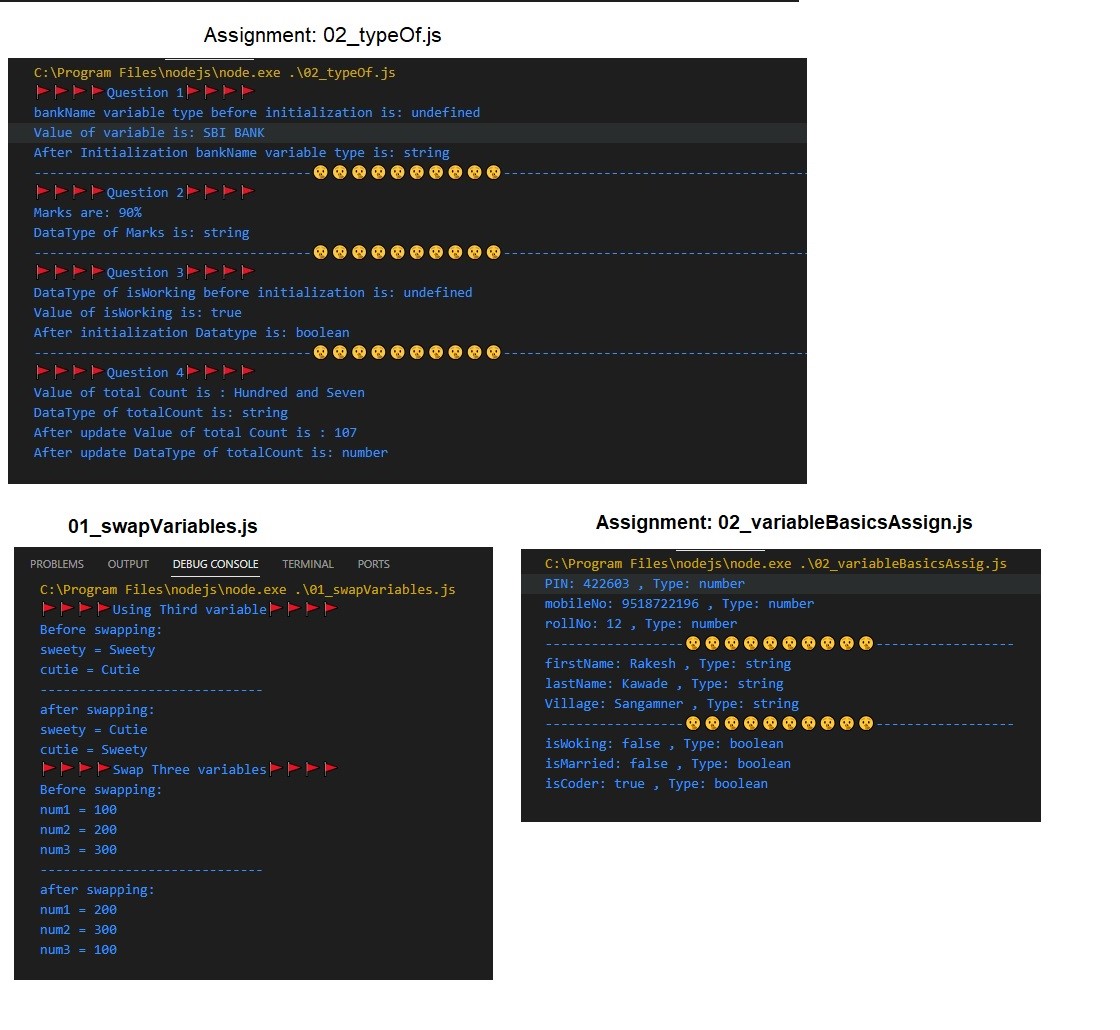 Assignment: 02_typeOf.js
C:\Program Files\nodejs\node.exe .\02_typeOf.js
🚩🚩🚩🚩Question 1🚩🚩🚩🚩
bankName variable type before initialization is: undefined
Value of variable is: SBI BANK
After Initialization bankName variable type is: string
------------------------------------😗😗😗😗😗😗😗😗😗😗---------------------------------------
🚩🚩🚩🚩Question 2🚩🚩🚩🚩
Marks are: 90%
DataType of Marks is: string
------------------------------------😗😗😗😗😗😗😗😗😗😗---------------------------------------
🚩🚩🚩🚩Question 3🚩🚩🚩🚩
DataType of isWorking before initialization is: undefined
Value of isWorking is: true
After initialization Datatype is: boolean
------------------------------------😗😗😗😗😗😗😗😗😗😗---------------------------------------
🚩🚩🚩🚩Question 4🚩🚩🚩🚩
Value of total Count is : Hundred and Seven
DataType of totalCount is: string
After update Value of total Count is : 107
After update DataType of totalCount is: number
01_swapVariables.js
PROBLEMS OUTPUT DEBUG CONSOLE TERMINAL PORTS
C:\Program Files\nodejs\node.exe .\01_swapVariables.js
🚩🚩🚩🚩Using Third variable🚩🚩🚩🚩
Before swapping:
sweety = Sweety
cutie = Cutie
-----------------------------
after swapping:
sweety = Cutie
cutie = Sweety
🚩🚩🚩🚩Swap Three variables🚩🚩🚩🚩
Before swapping:
num1 = 100
num2 = 200
num3 = 300
-----------------------------
after swapping:
num1 = 200
num2 = 300
num3 = 100
Assignment: 02_variableBasicsAssign.js
C:\Program Files\nodejs\node.exe .\02_variableBasicsAssig.js
PIN: 422603 , Type: number
mobileNo: 9518722196 , Type: number
rollNo: 12 , Type: number
------------------😗😗😗😗😗😗😗😗😗😗------------------
firstName: Rakesh , Type: string
lastName: Kawade , Type: string
Village: Sangamner , Type: string
------------------😗😗😗😗😗😗😗😗😗😗------------------
isWoking: false , Type: boolean
isMarried: false , Type: boolean
isCoder: true , Type: boolean